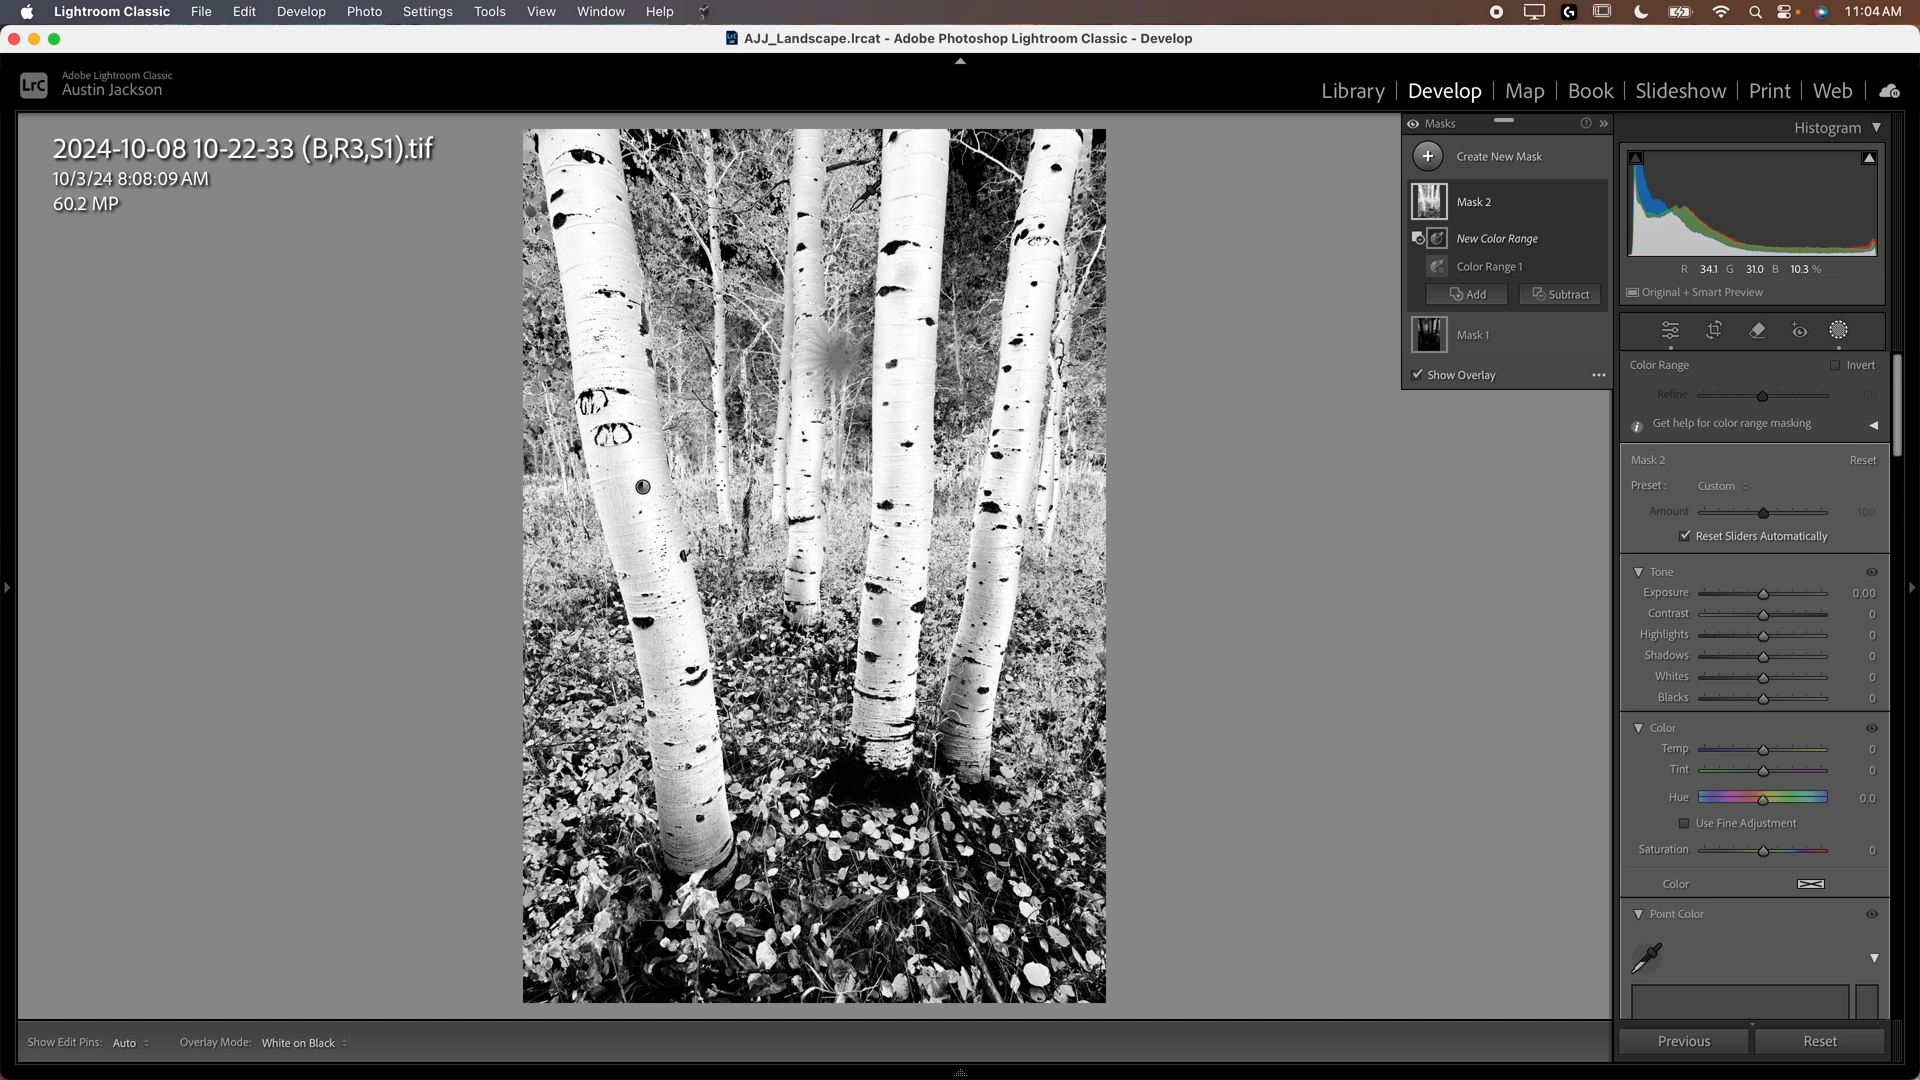 Lightroom Classic File Edit Develop Photo Settings Tools View Window Help 11:04 AM
AJJ_Landscape.lrcat - Adobe Photoshop Lightroom Classic - Develop
LrC
Adobe Lightroom Classic
Austin Jackson
Library | Develop | Map | Book | Slideshow | Print | Web
2024-10-08 10-22-33 (B,R3,S1).tif
10/3/24 8:08:09 AM
60.2 MP
Masks
Create New Mask
Mask 2
New Color Range
Color Range 1
Add Subtract
Mask 1
Show Overlay
Histogram
R 34.1 G 31.0 B 10.3 %
Original + Smart Preview
Color Range Invert
Refine 50
Get help for color range masking
Mask 2 Reset
Preset : Custom
Amount 100
Reset Sliders Automatically
Tone
Exposure 0.00
Contrast 0
Highlights 0
Shadows 0
Whites 0
Blacks 0
Color
Temp 0
Tint 0
Hue 0.0
Use Fine Adjustment
Saturation 0
Color
Point Color
Previous Reset
Show Edit Pins: Auto Overlay Mode: White on Black